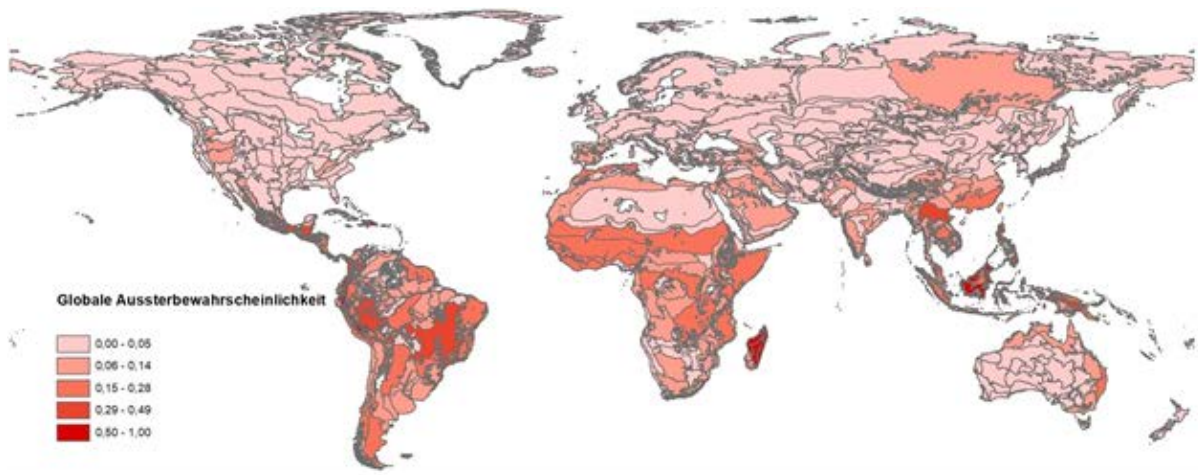 Globale Aussterbewahrscheinlichkeit
0,00 - 0,05
0,06 - 0,14
0,15 - 0,28
0,29 - 0,49
0,50 - 1,00